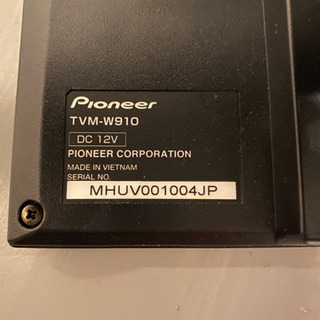 Pioneer
TVM-W910
DC 12V
PIONEER CORPORATION
MADE IN VIETNAM
SERIAL NO.
MHUV001004JP